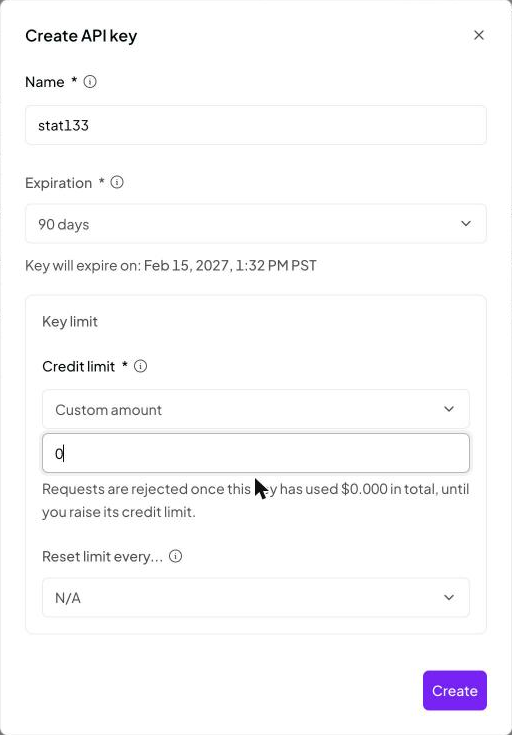 Create API key
Name *
stat133
Expiration *
90 days
Key will expire on: Feb 15, 2027, 1:32 PM PST
Key limit
Credit limit *
Custom amount
0
Requests are rejected once this key has used $0.000 in total, until
you raise its credit limit.
Reset limit every...
N/A
Create